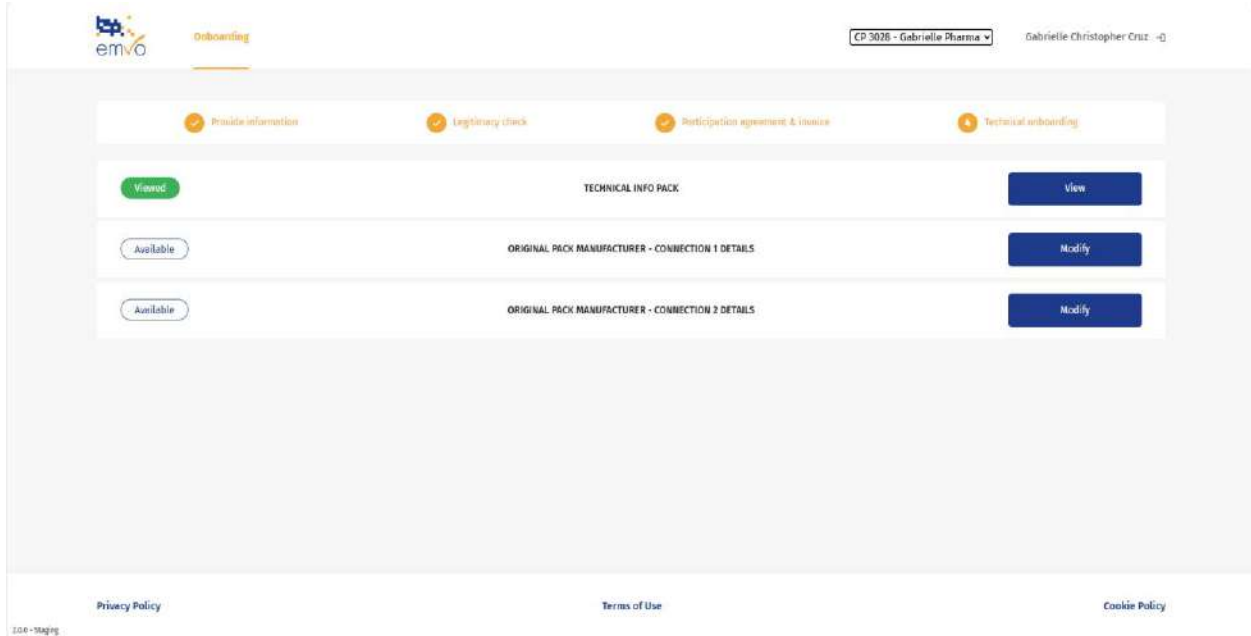 emvo
Onboarding
CP 3028 - Gabrielle Pharma
Gabrielle Christopher Cruz
Provide information
Legitimacy check
Participation agreement & invoice
4 Technical onboarding
Viewed
TECHNICAL INFO PACK
View
Available
ORIGINAL PACK MANUFACTURER - CONNECTION 1 DETAILS
Modify
Available
ORIGINAL PACK MANUFACTURER - CONNECTION 2 DETAILS
Modify
Privacy Policy
Terms of Use
Cookie Policy
2.0.0 - Staging